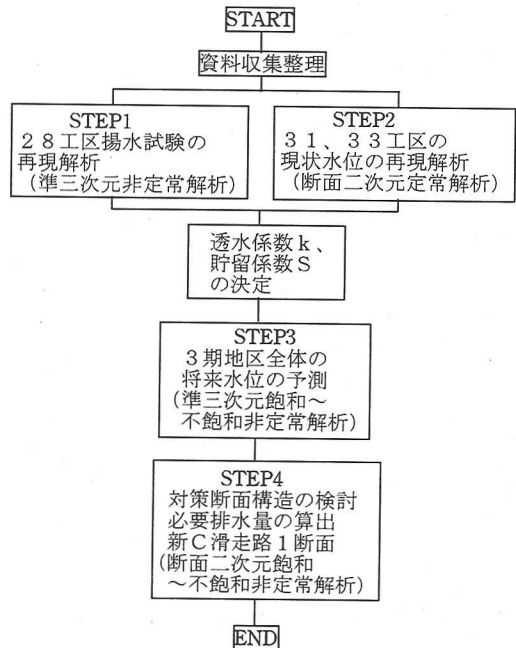 START
資料収集整理
STEP1
28工区揚水試験の
再現解析
(準三次元非定常解析)
STEP2
31、33工区の
現状水位の再現解析
(断面二次元定常解析)
透水係数k、
貯留係数S
の決定
STEP3
3期地区全体の
将来水位の予測
(準三次元飽和~
不飽和非定常解析)
STEP4
対策断面構造の検討
必要排水量の算出
新C滑走路1断面
(断面二次元飽和
~不飽和非定常解析)
END